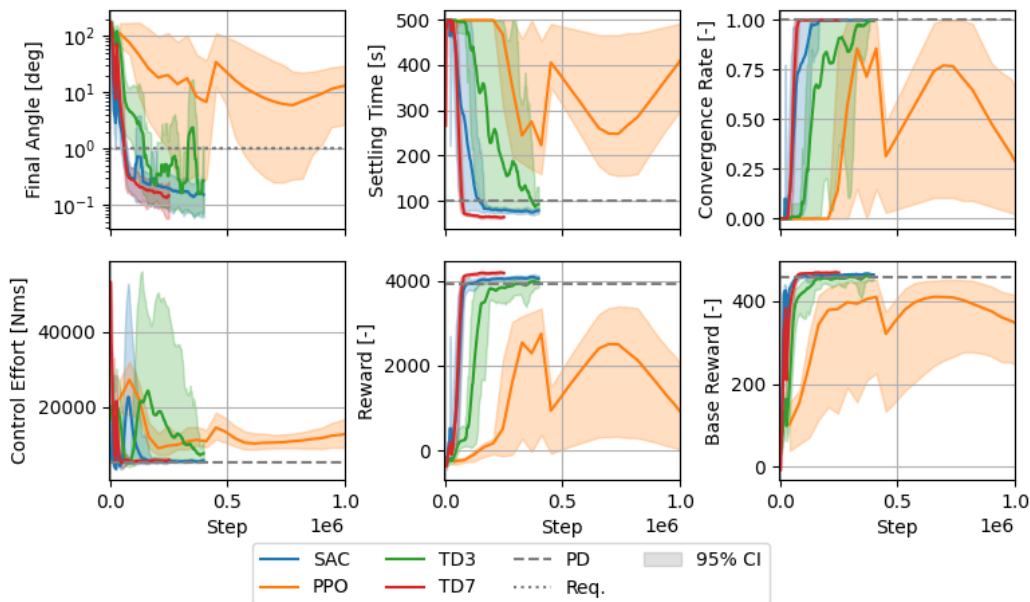 Final Angle [deg]
10²
10¹
10⁰
10⁻¹
Settling Time [s]
500
400
300
200
100
Convergence Rate [-]
1.00
0.75
0.50
0.25
0.00
Control Effort [Nms]
40000
20000
0.0 0.5 1.0
Step 1e6
Reward [-]
4000
2000
0
0.0 0.5 1.0
Step 1e6
Base Reward [-]
400
200
0
0.0 0.5 1.0
Step 1e6
SAC TD3 PD 95% CI
PPO TD7 Req.